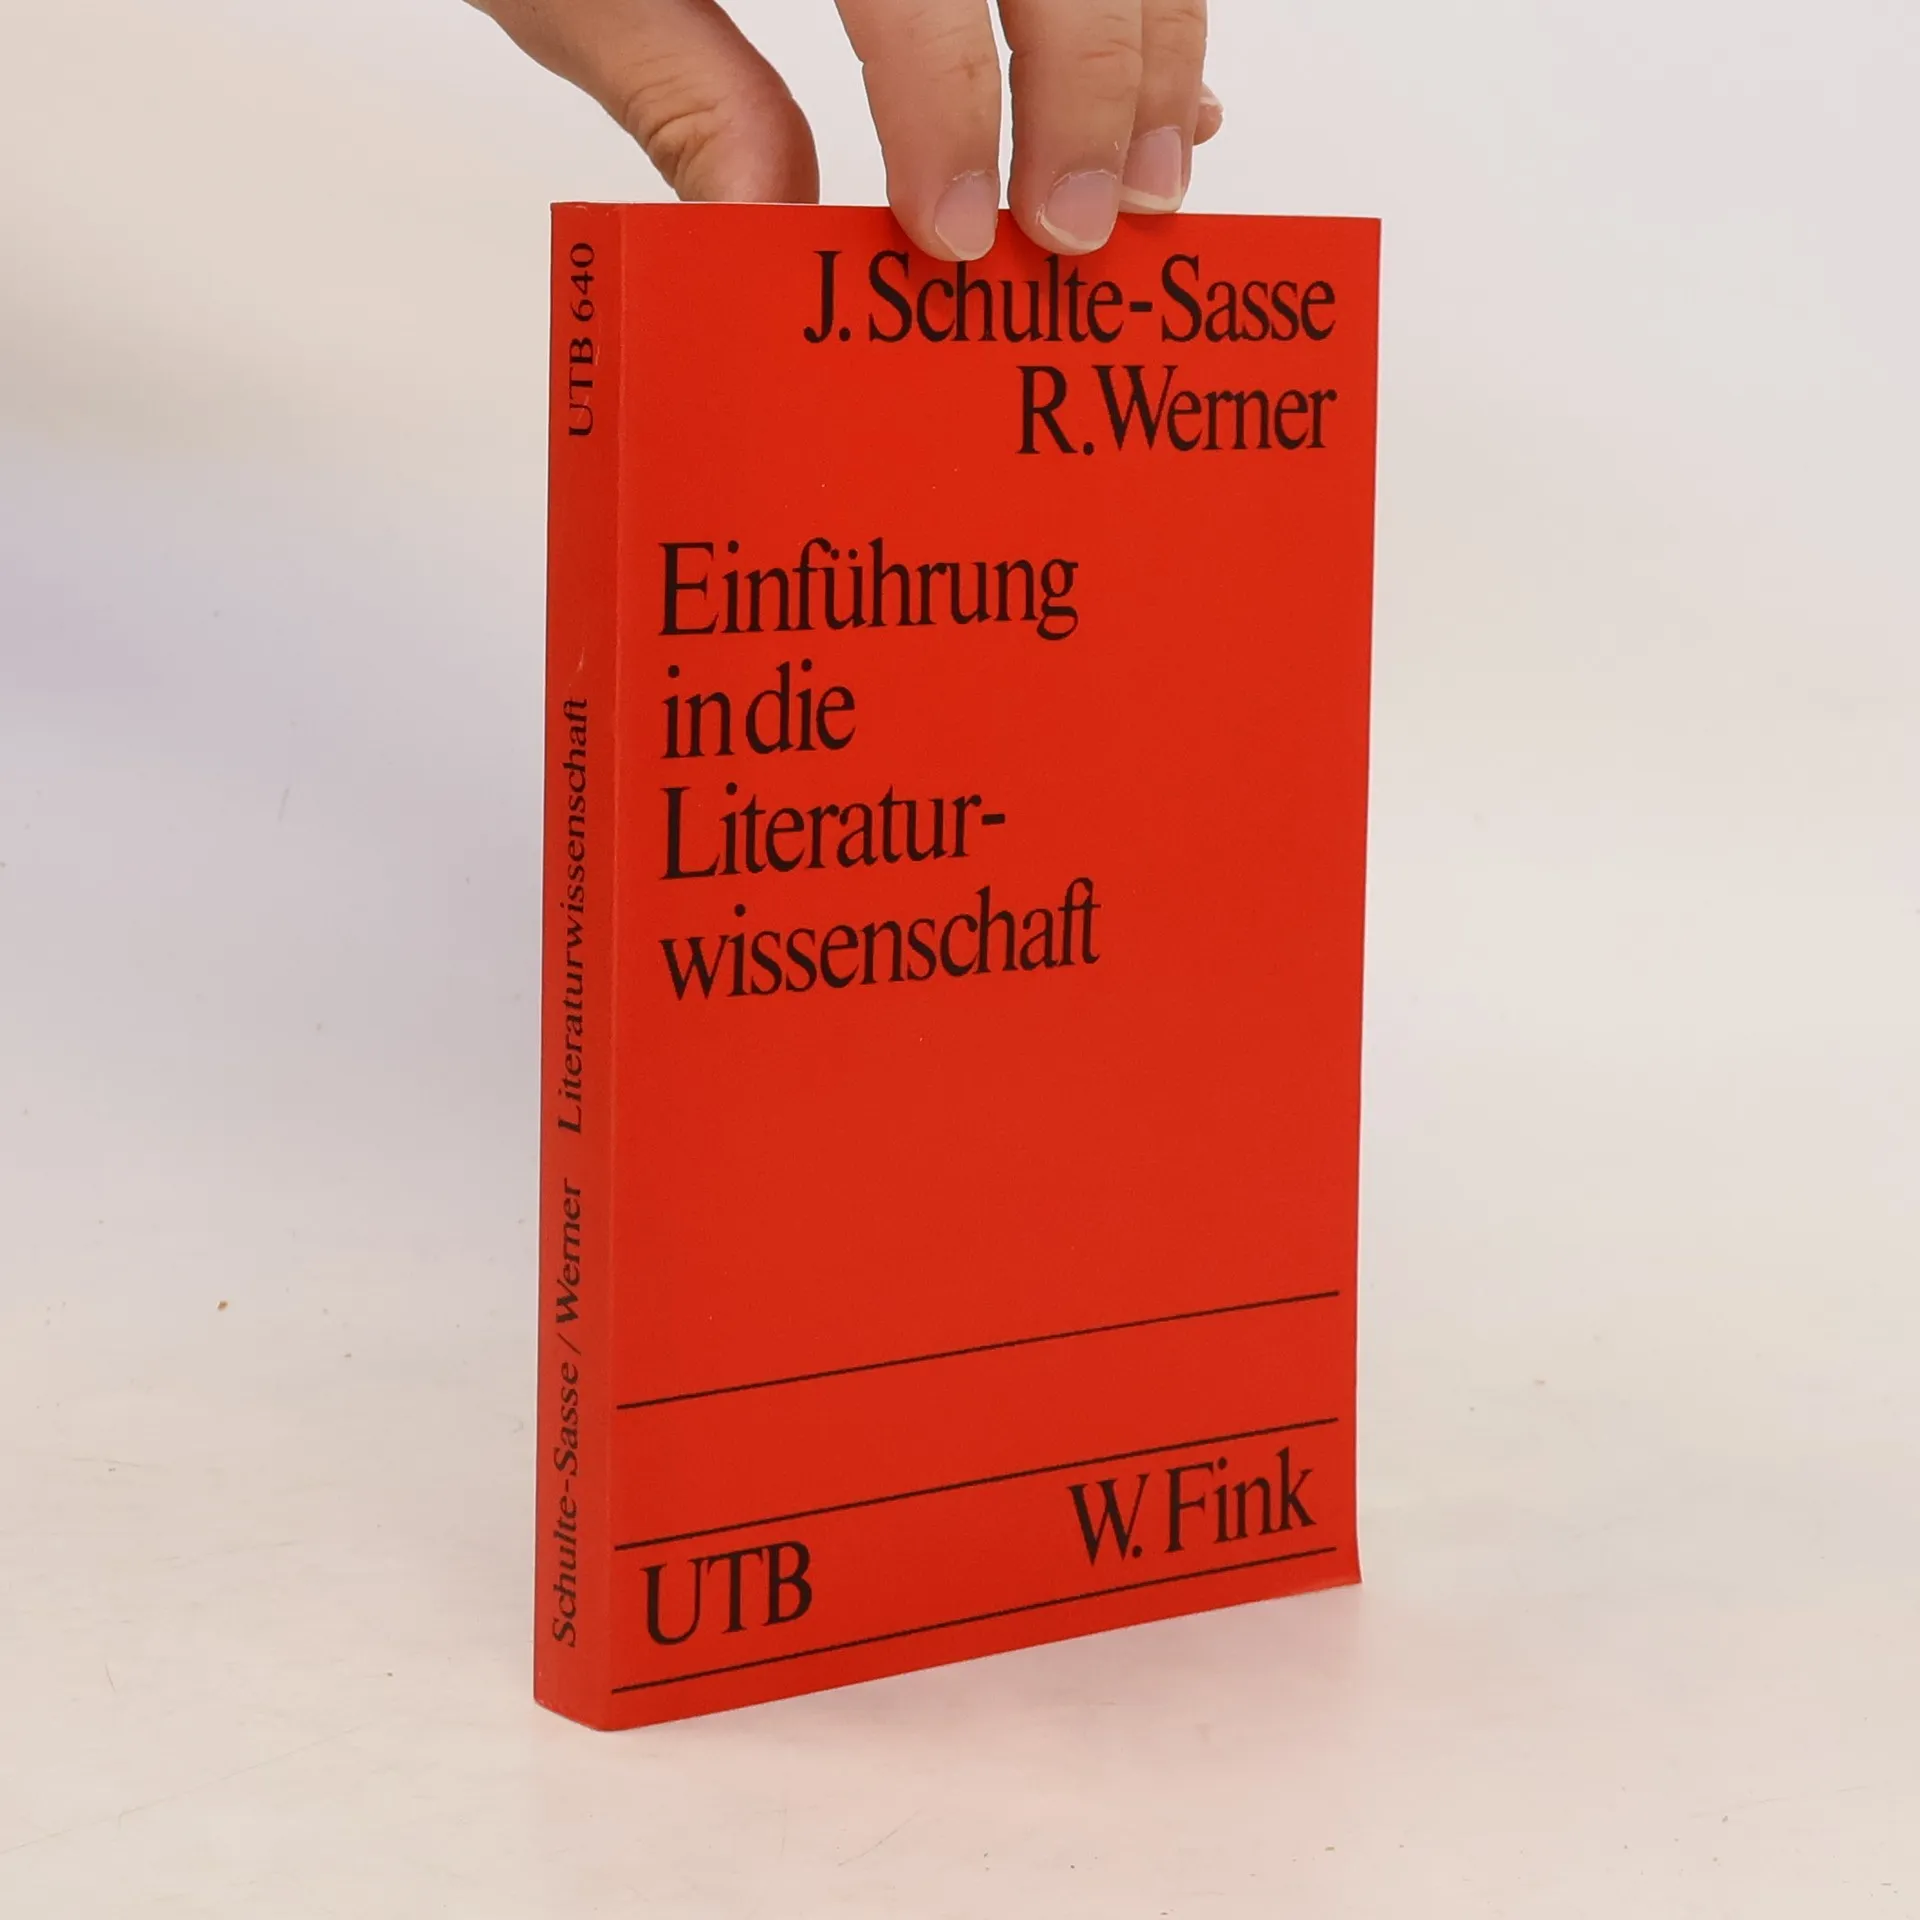 J. Schulte-Sasse
R. Werner
Einführung
in die
Literatur-
wissenschaft
W. Fink
UTB
Schulte-Sasse / Werner Literaturwissenschaft UTB 640